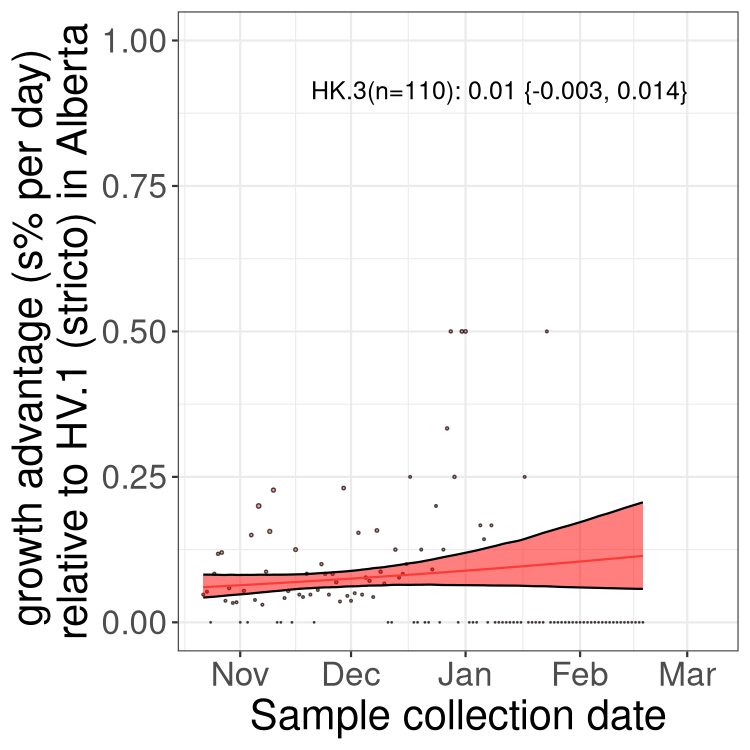 growth advantage (s% per day)
relative to HV.1 (stricto) in Alberta
1.00
HK.3(n=110): 0.01 {-0.003, 0.014}
0.75
0.50
0.25
0.00
Nov Dec Jan Feb Mar
Sample collection date